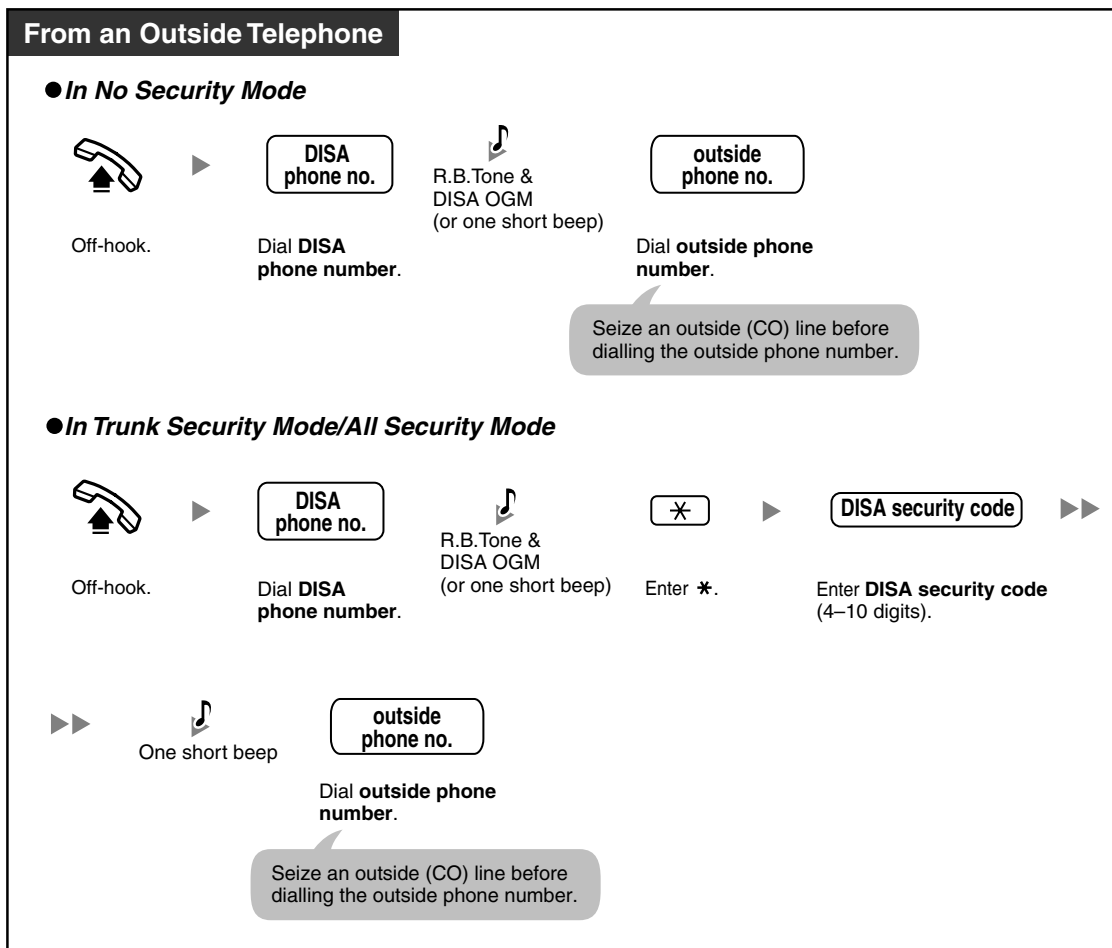 From an Outside Telephone
●In No Security Mode
DISA
phone no.
R.B.Tone &
DISA OGM
(or one short beep)
outside
phone no.
Off-hook.
Dial DISA
phone number.
Dial outside phone
number.
Seize an outside (CO) line before
dialling the outside phone number.
●In Trunk Security Mode/All Security Mode
DISA
phone no.
R.B.Tone &
DISA OGM
(or one short beep)
*
DISA security code
Off-hook.
Dial DISA
phone number.
Enter *.
Enter DISA security code
(4–10 digits).
One short beep
outside
phone no.
Dial outside phone
number.
Seize an outside (CO) line before
dialling the outside phone number.